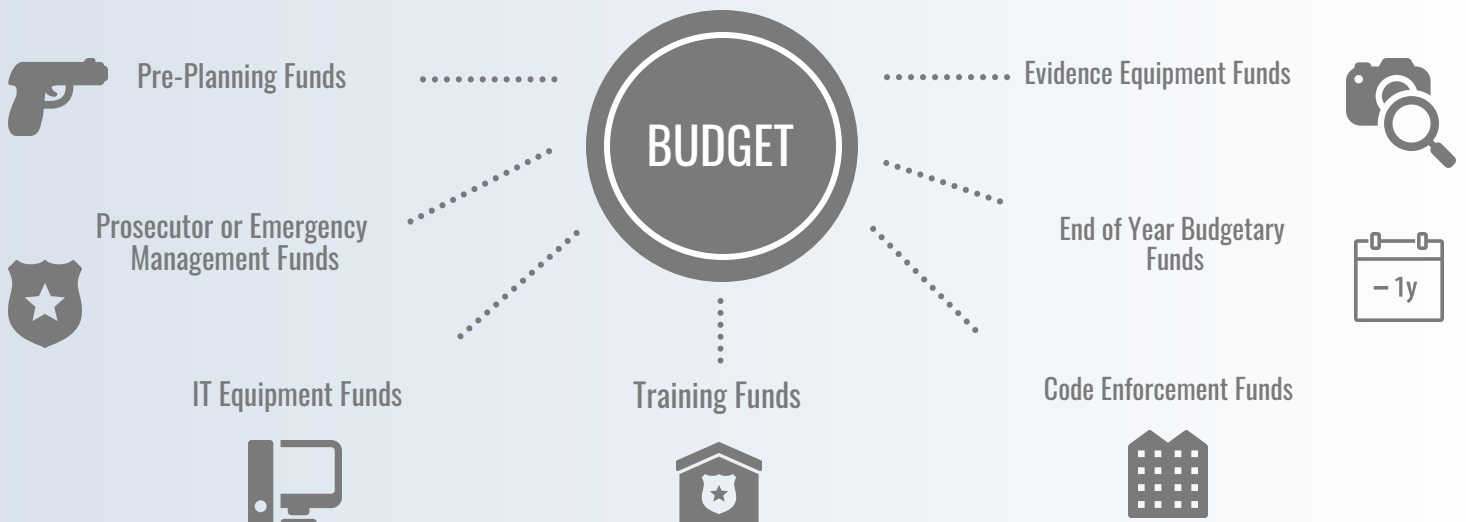 BUDGET
Pre-Planning Funds
Evidence Equipment Funds
Prosecutor or Emergency
Management Funds
End of Year Budgetary
Funds
– 1y
IT Equipment Funds
Training Funds
Code Enforcement Funds